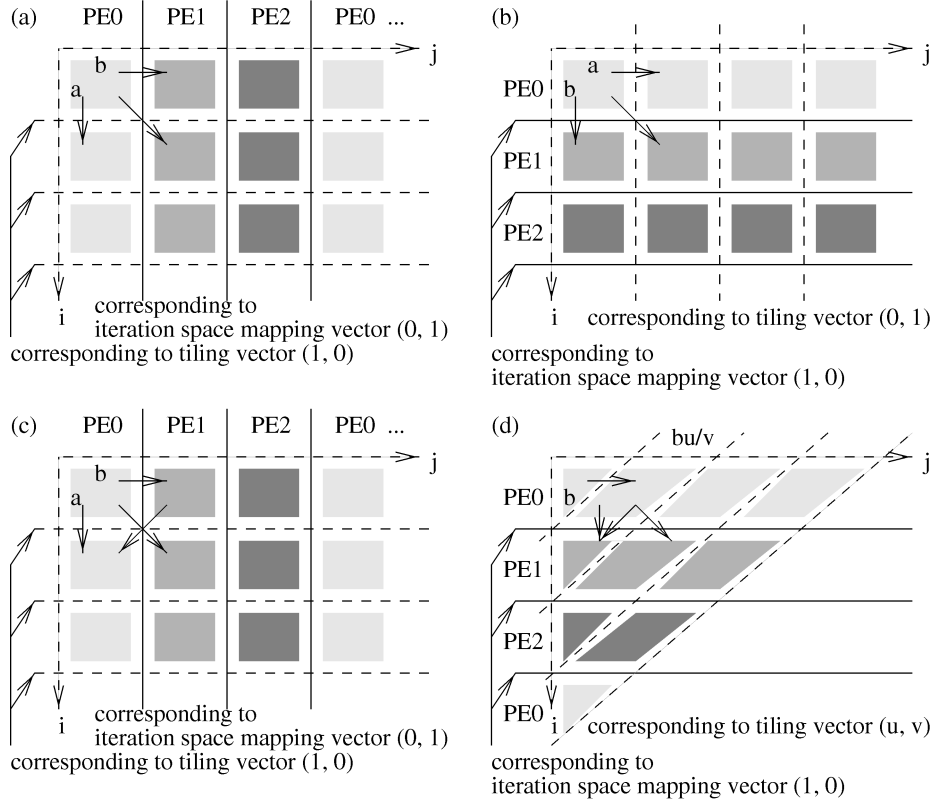 (a) PE0 PE1 PE2 PE0 ...
j
b
a
i
corresponding to
iteration space mapping vector (0, 1)
corresponding to tiling vector (1, 0)
(b)
j
PE0
a
b
PE1
PE2
i
corresponding to tiling vector (0, 1)
corresponding to
iteration space mapping vector (1, 0)
(c) PE0 PE1 PE2 PE0 ...
j
b
a
i
corresponding to
iteration space mapping vector (0, 1)
corresponding to tiling vector (1, 0)
(d)
bu/v
j
PE0
b
PE1
PE2
PE0
i
corresponding to tiling vector (u, v)
corresponding to
iteration space mapping vector (1, 0)